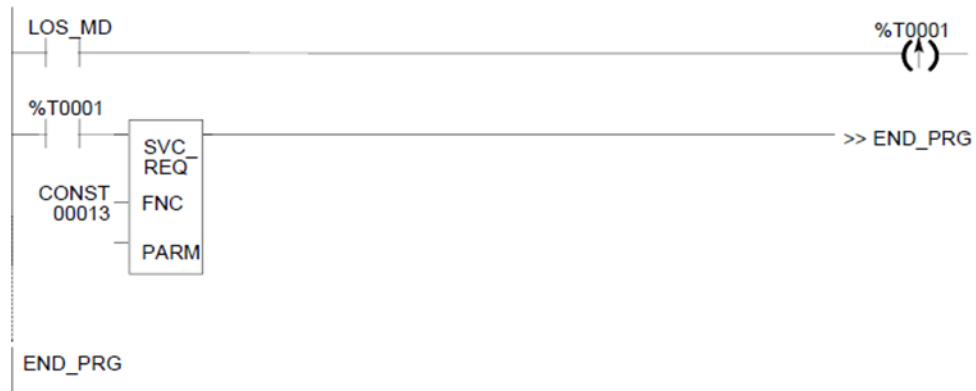 LOS_MD
%T0001
%T0001
SVC_
REQ
>> END_PRG
CONST
00013
FNC
PARM
END_PRG